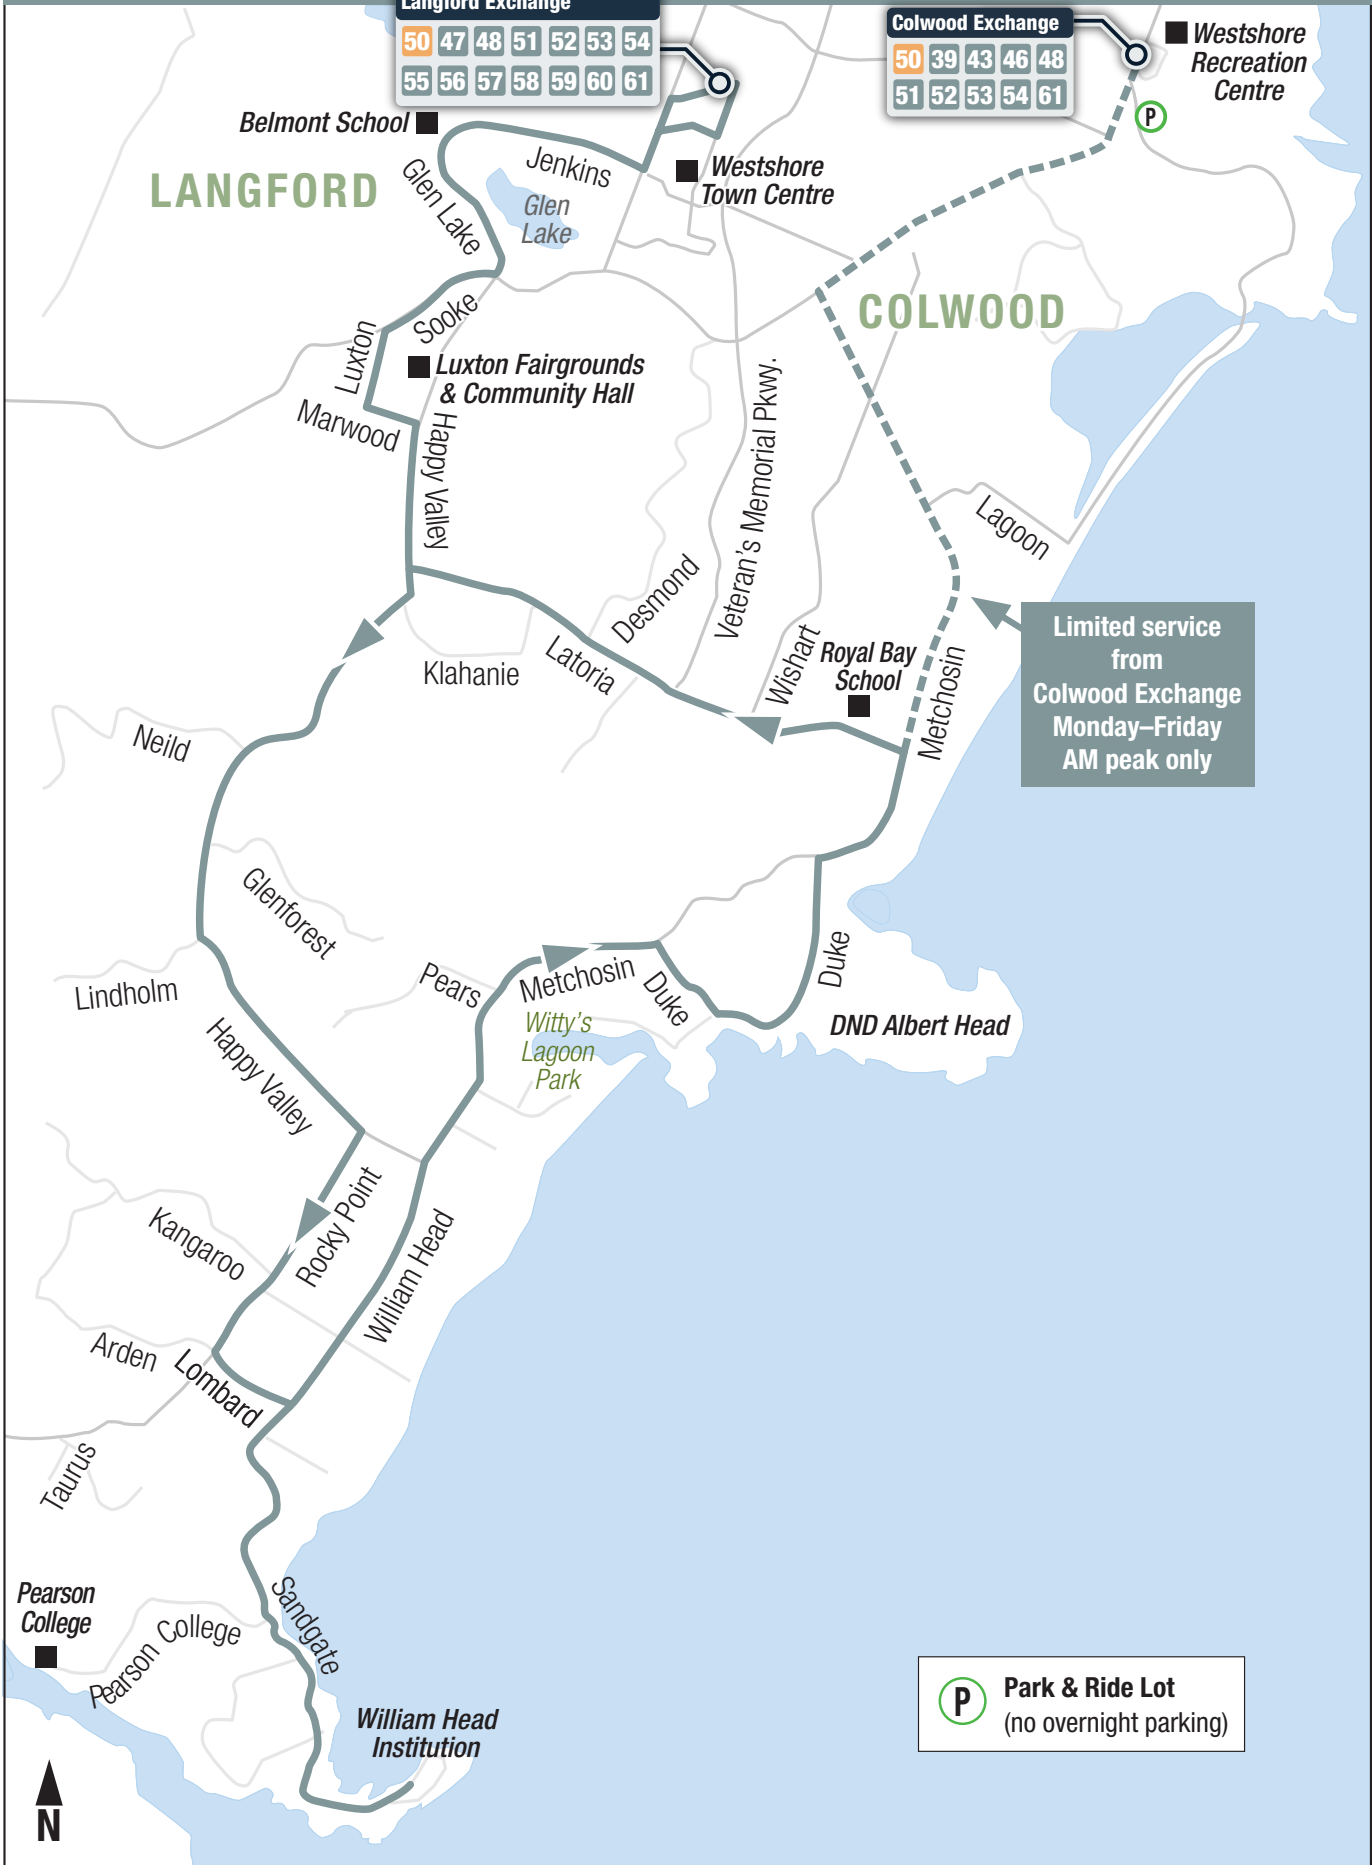 Langford Exchange
50 47 48 51 52 53 54
55 56 57 58 59 60 61
Colwood Exchange
50 39 43 46 48
51 52 53 54 61
Westshore
Recreation
Centre
P
Belmont School
LANGFORD
Glen Lake
Jenkins
Glen
Lake
Westshore
Town Centre
COLWOOD
Sooke
Luxton
Luxton Fairgrounds
& Community Hall
Marwood
Happy Valley
Veteran's Memorial Pkwy.
Lagoon
Desmond
Klahanie
Latoria
Wishart
Royal Bay
School
Metchosin
Limited service
from
Colwood Exchange
Monday–Friday
AM peak only
Neild
Glenforest
Lindholm
Pears
Metchosin
Duke
Duke
DND Albert Head
Witty's
Lagoon
Park
Happy Valley
Rocky Point
Kangaroo
William Head
Arden
Lombard
Taurus
Sandgate
Pearson
College
Pearson College
William Head
Institution
P
Park & Ride Lot
(no overnight parking)
N